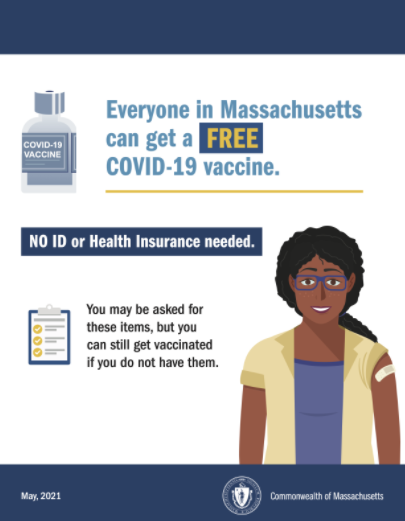 COVID-19
VACCINE
Everyone in Massachusetts
can get a FREE
COVID-19 vaccine.
NO ID or Health Insurance needed.
You may be asked for
these items, but you
can still get vaccinated
if you do not have them.
May, 2021
Commonwealth of Massachusetts